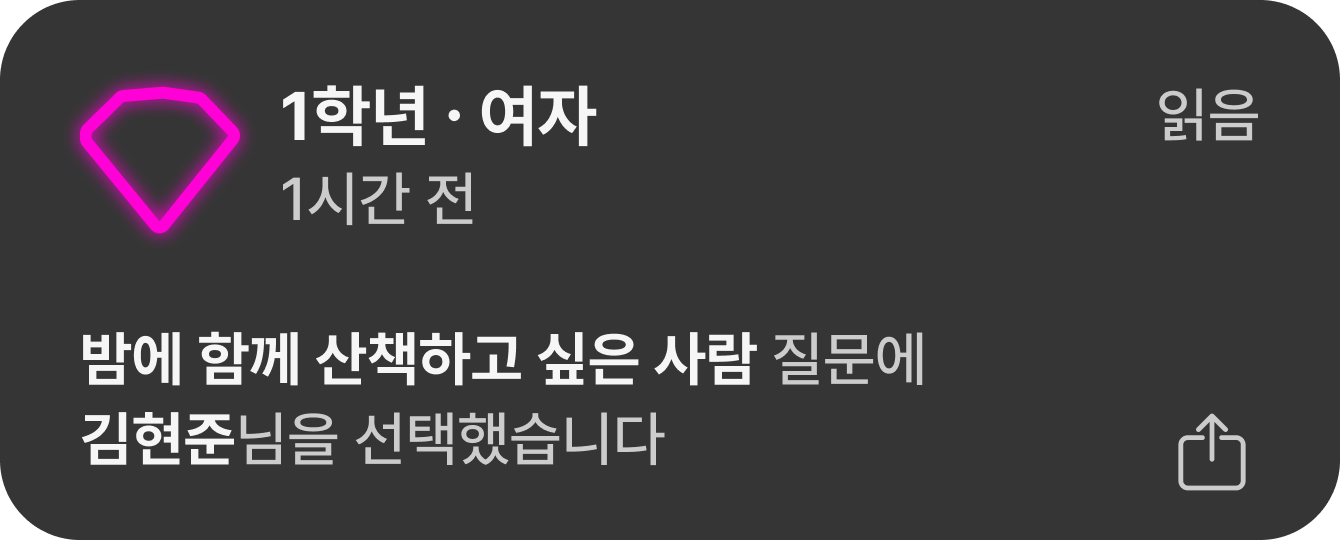 1학년 · 여자
읽음
1시간 전
밤에 함께 산책하고 싶은 사람 질문에
김현준님을 선택했습니다